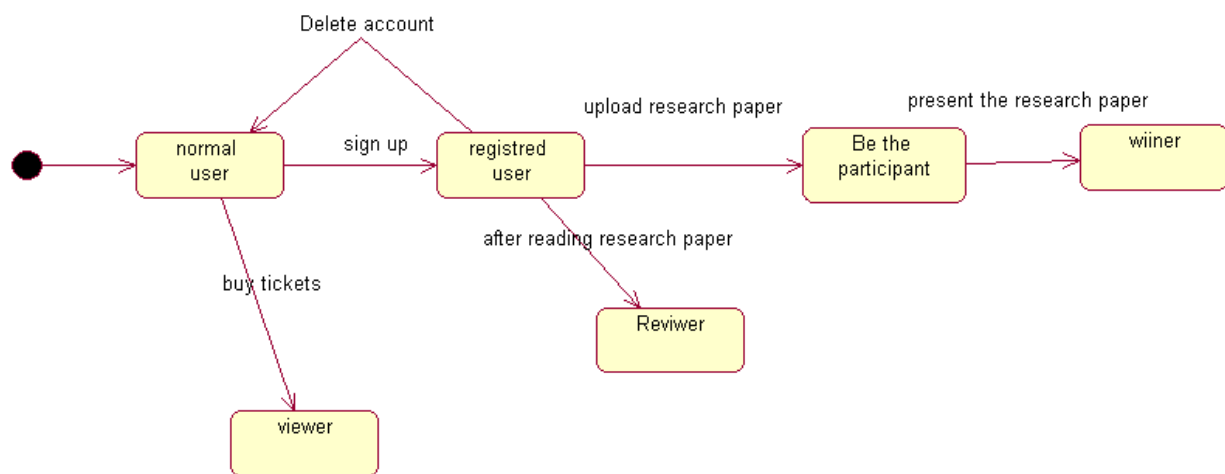 Delete account
upload research paper
present the research paper
normal
user
sign up
registred
user
Be the
participant
wiiner
after reading research paper
buy tickets
Reviwer
viewer